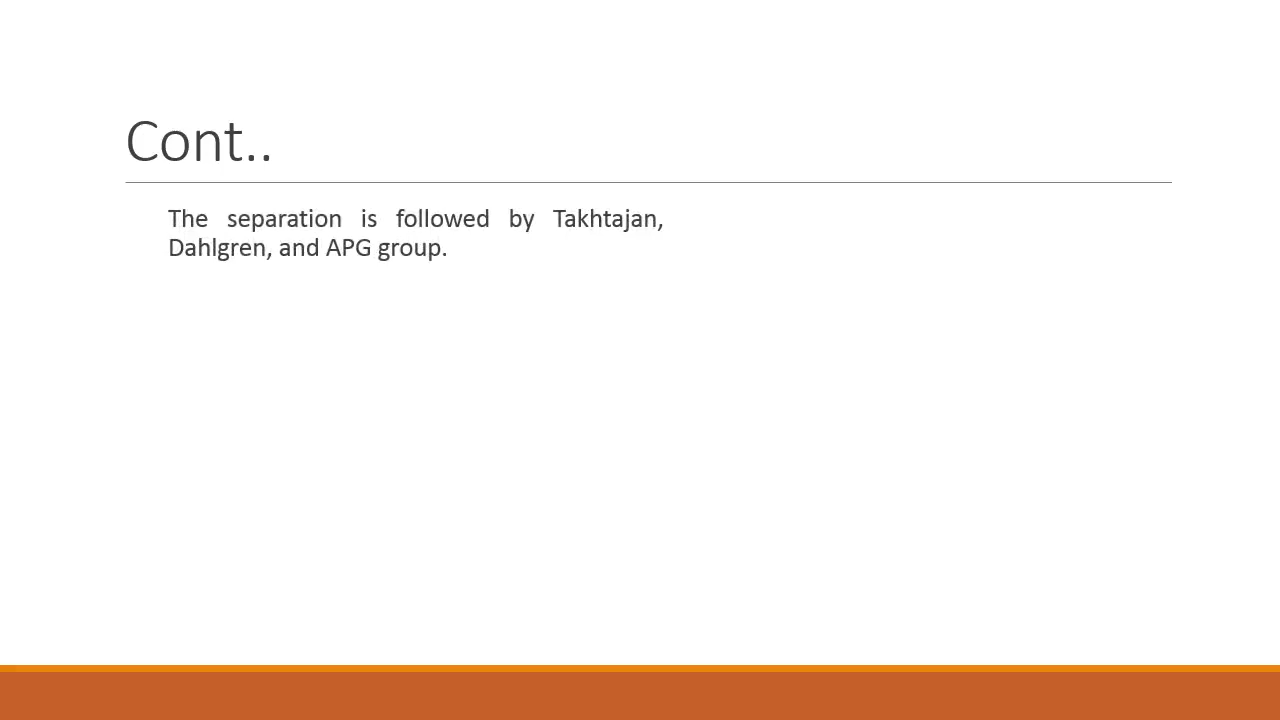 Cont..
The separation is followed by Takhtajan,
Dahlgren, and APG group.